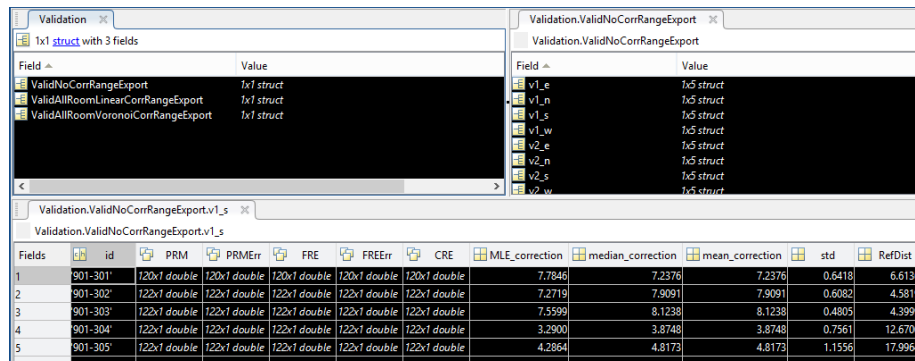 Validation
1x1 struct with 3 fields
Field Value
ValidNoCorrRangeExport 1x1 struct
ValidAllRoomLinearCorrRangeExport 1x1 struct
ValidAllRoomVoronoiCorrRangeExport 1x1 struct
Validation.ValidNoCorrRangeExport
Validation.ValidNoCorrRangeExport
Field Value
v1_e 1x5 struct
v1_n 1x5 struct
v1_s 1x5 struct
v1_w 1x5 struct
v2_e 1x5 struct
v2_n 1x5 struct
v2_s 1x5 struct
v2_w 1x5 struct
Validation.ValidNoCorrRangeExport.v1_s
Validation.ValidNoCorrRangeExport.v1_s
Fields id PRM PRMErr FRE FREErr CRE MLE_correction median_correction mean_correction std RefDist
1 '901-301' 120x1 double 120x1 double 120x1 double 120x1 double 120x1 double 7.7846 7.2376 7.2376 0.6418 6.613
2 '901-302' 122x1 double 122x1 double 122x1 double 122x1 double 122x1 double 7.2719 7.9091 7.9091 0.6082 4.581
3 '901-303' 122x1 double 122x1 double 122x1 double 122x1 double 122x1 double 7.5599 8.1238 8.1238 0.4805 4.399
4 '901-304' 122x1 double 122x1 double 122x1 double 122x1 double 122x1 double 3.2900 3.8748 3.8748 0.7561 12.670
5 '901-305' 122x1 double 122x1 double 122x1 double 122x1 double 122x1 double 4.2864 4.8173 4.8173 1.1556 17.996